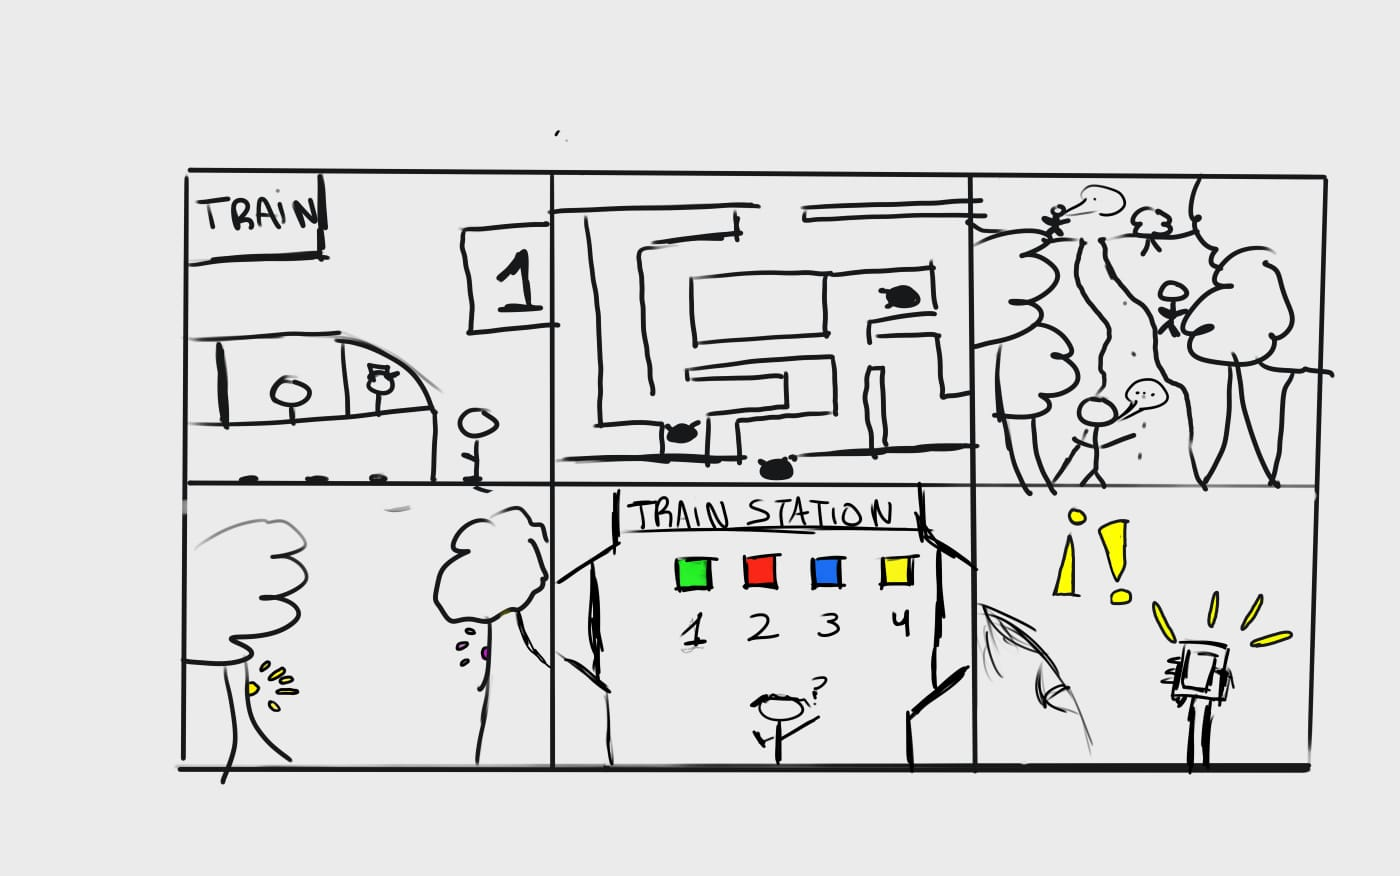 TRAIN
1
TRAIN STATION
1 2 3 4
?
¡!